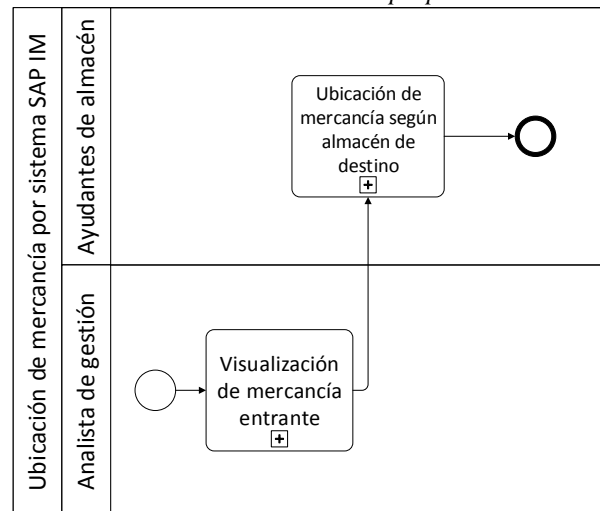 Ubicación de mercancía por sistema SAP IM
Ayudantes de almacén
Ubicación de
mercancía según
almacén de
destino
Analista de gestión
Visualización
de mercancía
entrante